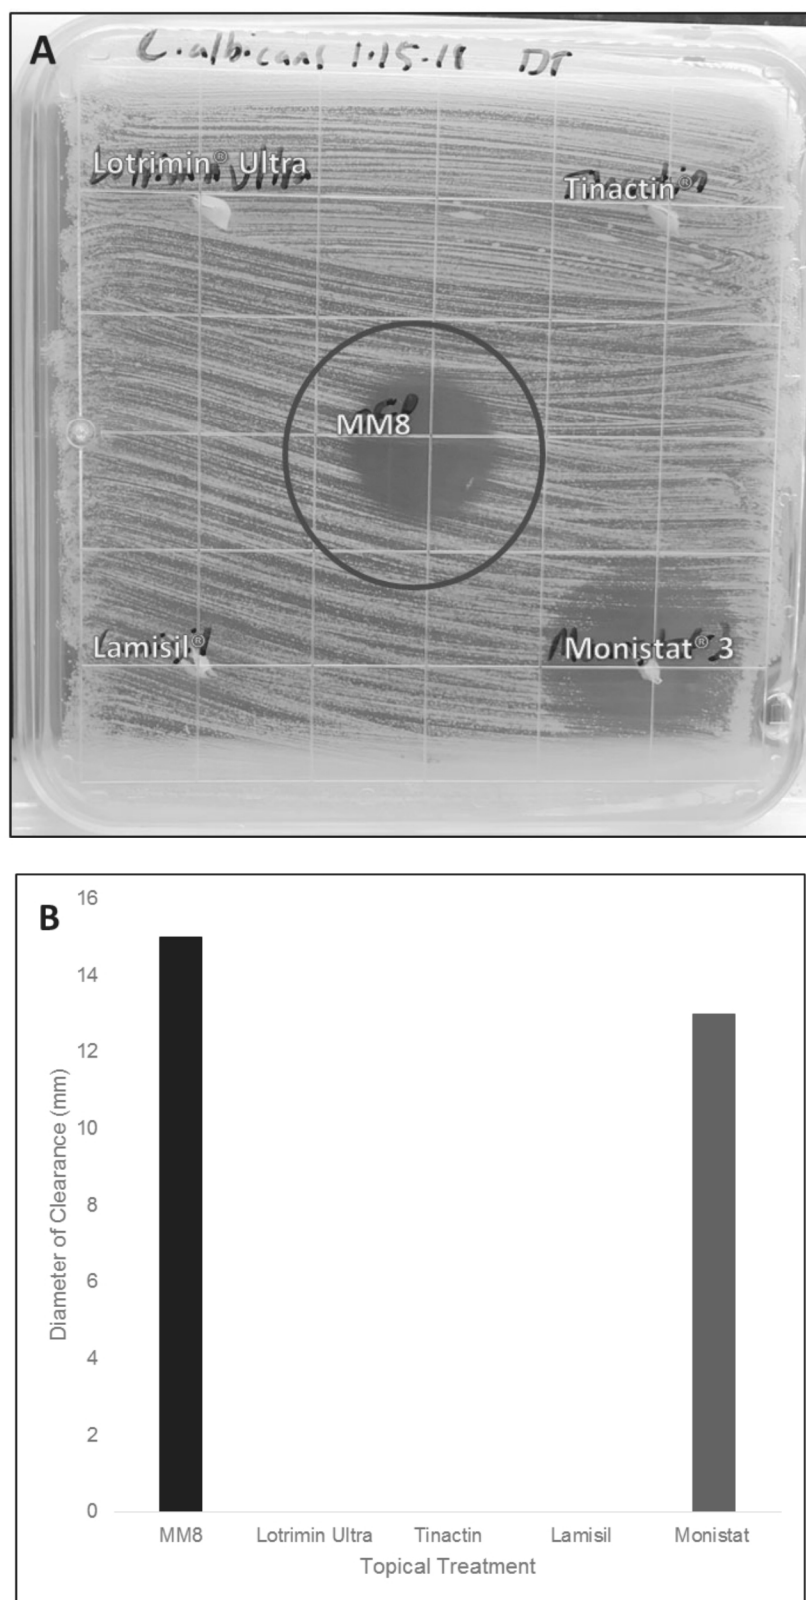 A
C. albicans 1.15.18 DT
Lotrimin® Ultra
Tinactin®
MM8
Lamisil®
Monistat® 3
B
16
14
12
10
8
6
4
2
0
Diameter of Clearance (mm)
MM8 Lotrimin Ultra Tinactin Lamisil Monistat
Topical Treatment